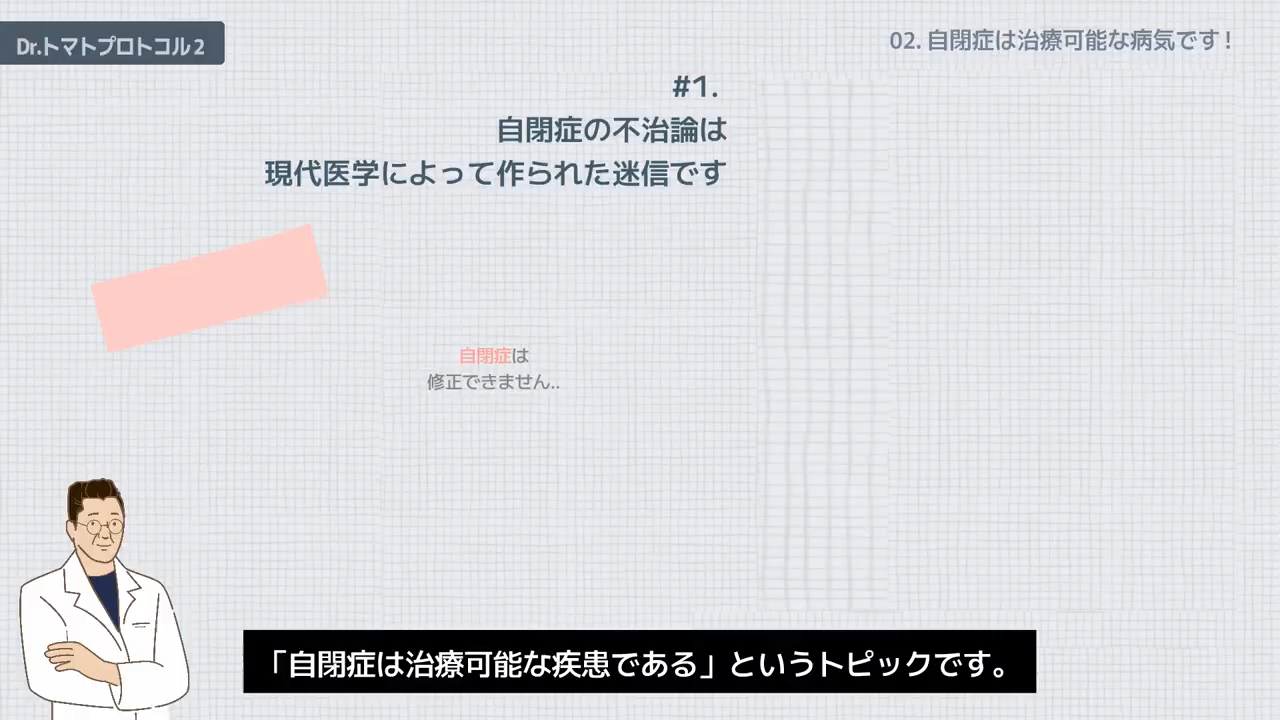 Dr.トマトプロトコル2
02. 自閉症は治療可能な病気です!
#1.
自閉症の不治論は
現代医学によって作られた迷信です
自閉症は
修正できません..
「自閉症は治療可能な疾患である」というトピックです。